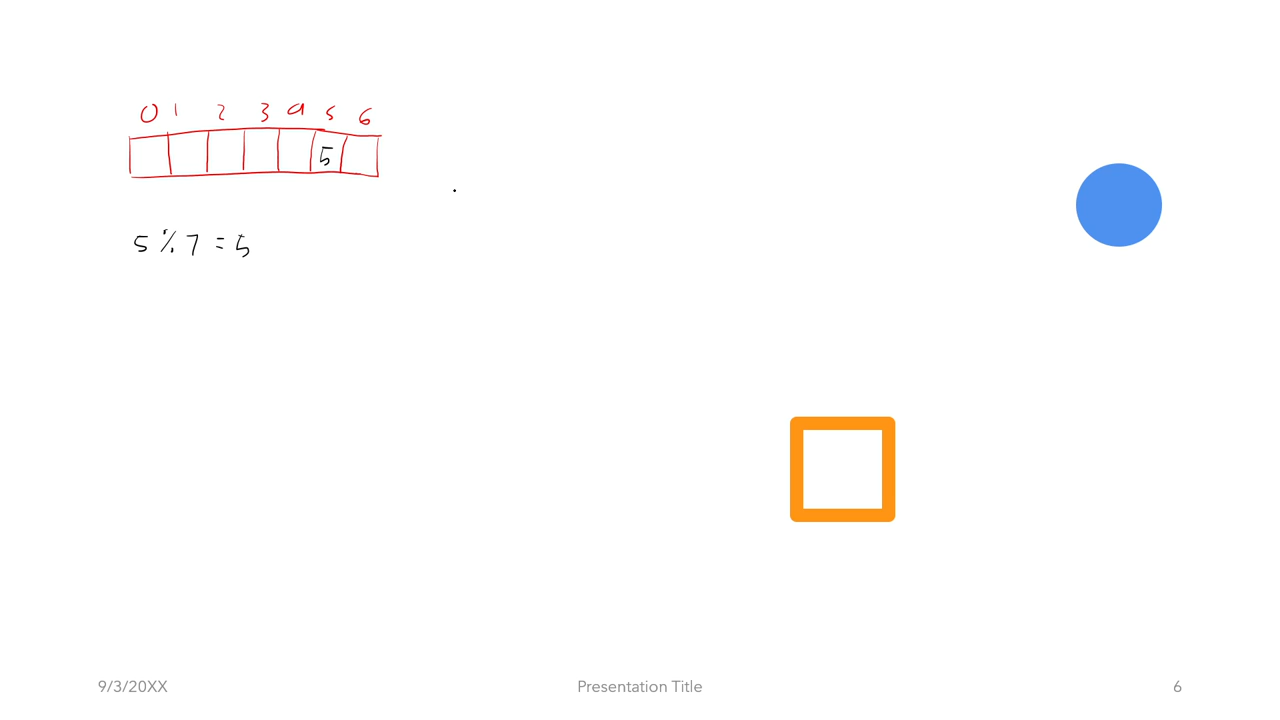 0 1 2 3 4 5 6
5
5 % 7 = 5
9/3/20XX
Presentation Title
6